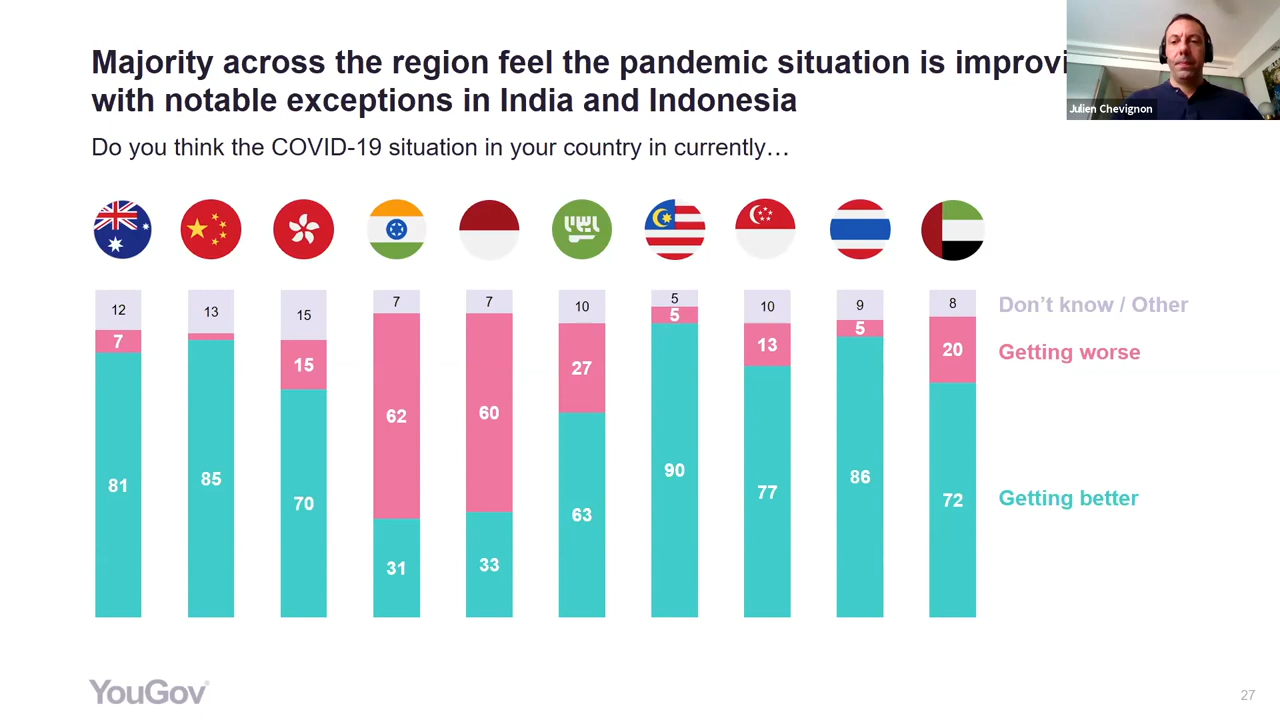 Majority across the region feel the pandemic situation is improvi
with notable exceptions in India and Indonesia
Julien Chevignon
Do you think the COVID-19 situation in your country in currently…
12 13 15 7 7 10 5 10 9 8 Don't know / Other
7 15 62 60 27 5 13 5 20 Getting worse
81 85 70 31 33 63 90 77 86 72 Getting better
YouGov
27